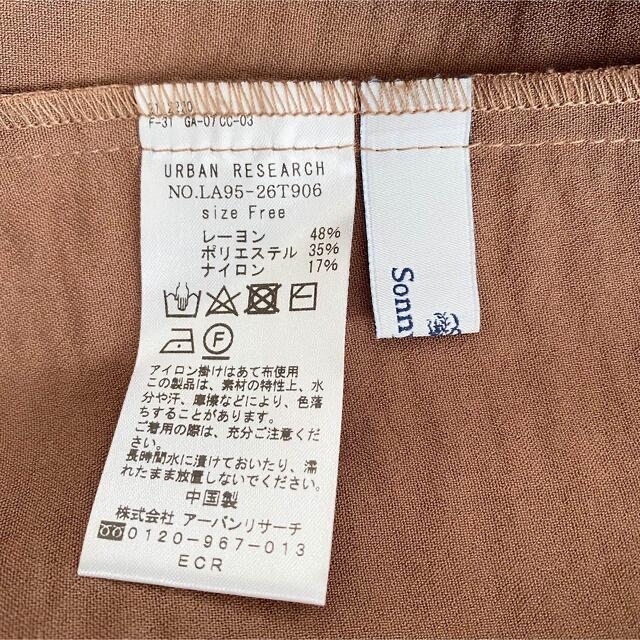 F-31 GA-07 CC-03
URBAN RESEARCH
NO.LA95-26T906
size Free
レーヨン 48%
ポリエステル 35%
ナイロン 17%
F
アイロン掛けはあて布使用
この製品は、素材の特性上、水
分や汗、摩擦などにより、色落
ちすることがあります。
ご着用の際は、充分ご注意くだ
さい。
長時間水に漬けておいたり、濡
れたまま放置しないでください。
中国製
株式会社 アーバンリサーチ
0120-967-013
ECR
Sonn